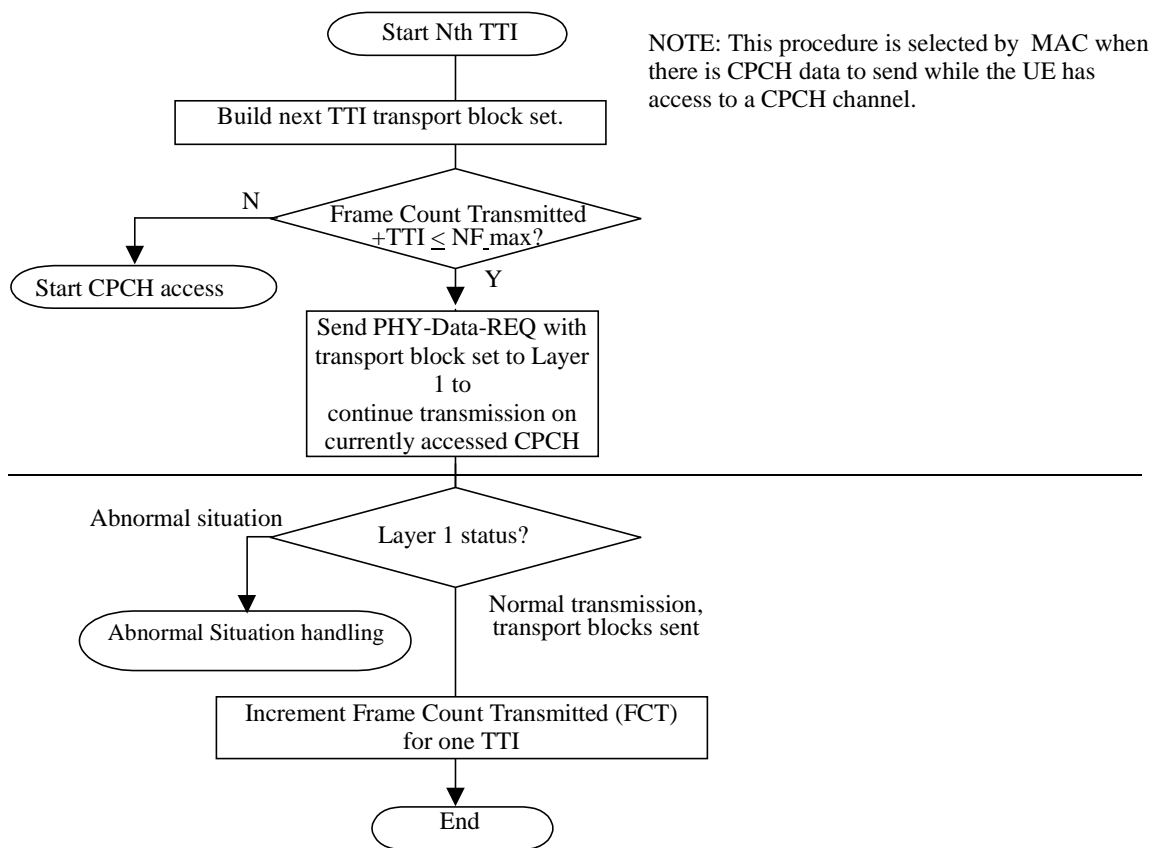 Start Nth TTI
NOTE: This procedure is selected by MAC when
there is CPCH data to send while the UE has
access to a CPCH channel.
Build next TTI transport block set.
N
Frame Count Transmitted
+TTI ≤ NF_max?
Start CPCH access
Y
Send PHY-Data-REQ with
transport block set to Layer
1 to
continue transmission on
currently accessed CPCH
Abnormal situation
Layer 1 status?
Normal transmission,
transport blocks sent
Abnormal Situation handling
Increment Frame Count Transmitted (FCT)
for one TTI
End